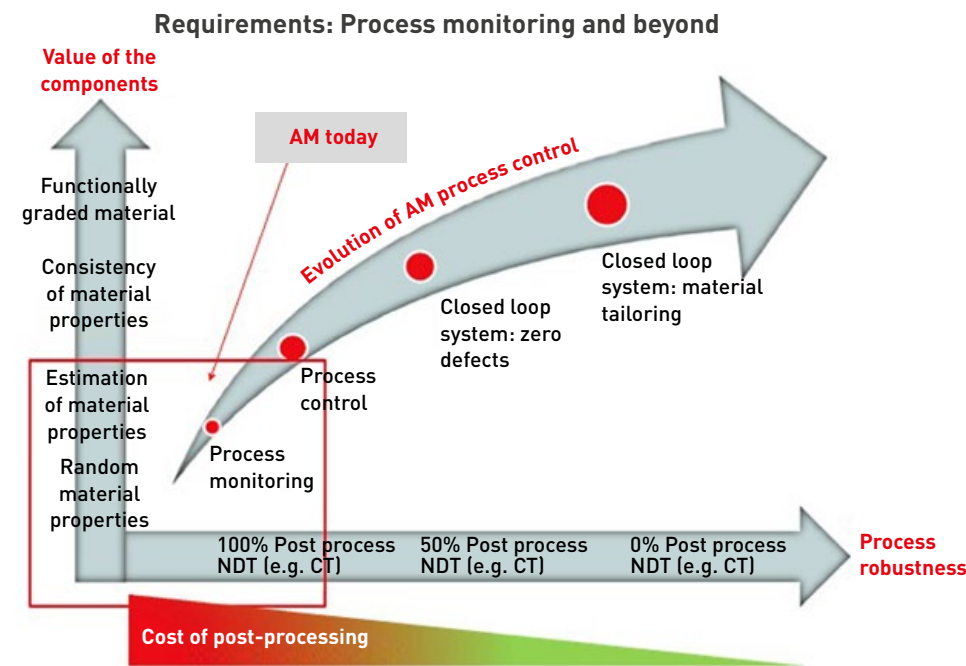 Requirements: Process monitoring and beyond
Value of the
components
AM today
Evolution of AM process control
Functionally
graded material
Consistency
of material
properties
Estimation
of material
properties
Random
material
properties
Closed loop
system: material
tailoring
Closed loop
system: zero
defects
Process
control
Process
monitoring
100% Post process
NDT (e.g. CT)
50% Post process
NDT (e.g. CT)
0% Post process
NDT (e.g. CT)
Process
robustness
Cost of post-processing